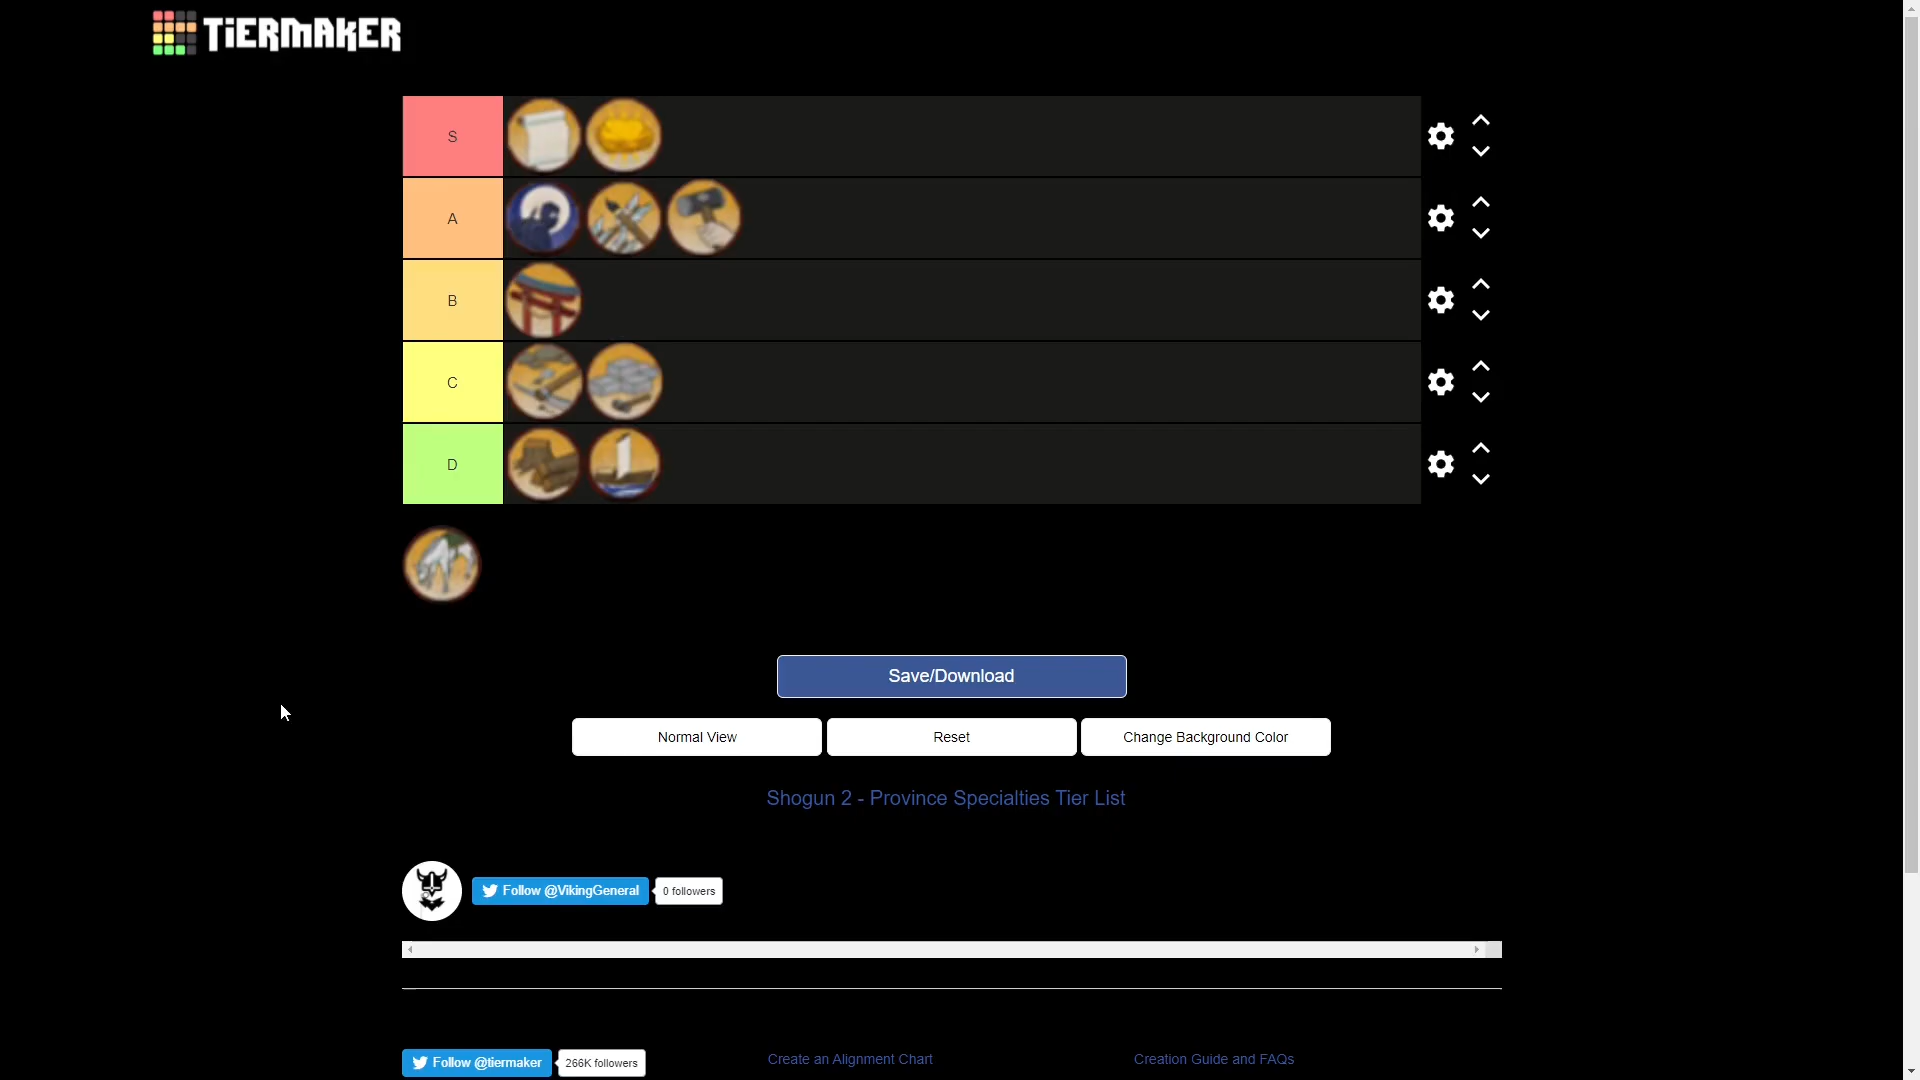 TiERMAKER
S
A
B
C
D
Save/Download
Normal View
Reset
Change Background Color
Shogun 2 - Province Specialties Tier List
Follow @VikingGeneral
0 followers
Follow @tiermaker
266K followers
Create an Alignment Chart
Creation Guide and FAQs